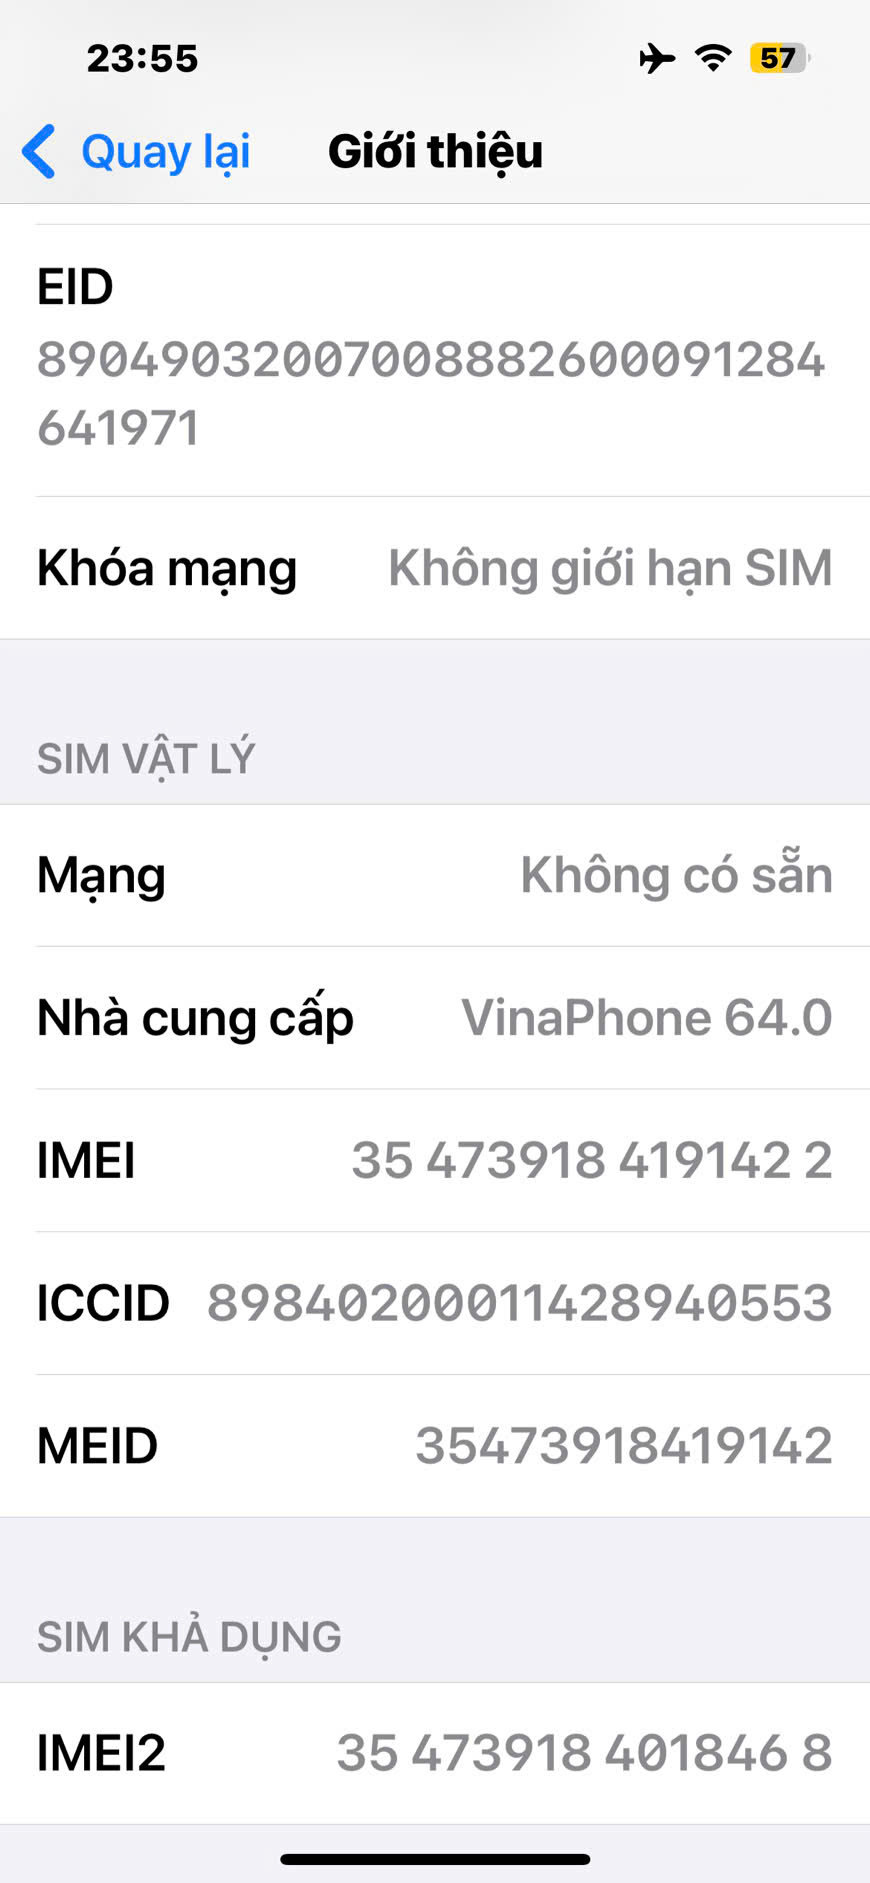 23:55
57
Quay lại
Giới thiệu
EID
89049032007008882600091284
641971
Khóa mạng Không giới hạn SIM
SIM VẬT LÝ
Mạng Không có sẵn
Nhà cung cấp VinaPhone 64.0
IMEI 35 473918 419142 2
ICCID 89840200011428940553
MEID 35473918419142
SIM KHẢ DỤNG
IMEI2 35 473918 401846 8